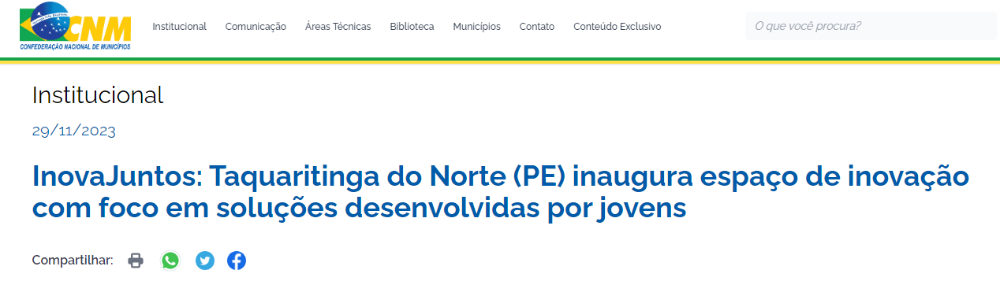 CNM
CONFEDERAÇÃO NACIONAL DE MUNICÍPIOS
Institucional Comunicação Áreas Técnicas Biblioteca Municípios Contato Conteúdo Exclusivo
O que você procura?
Institucional
29/11/2023
InovaJuntos: Taquaritinga do Norte (PE) inaugura espaço de inovação
com foco em soluções desenvolvidas por jovens
Compartilhar: